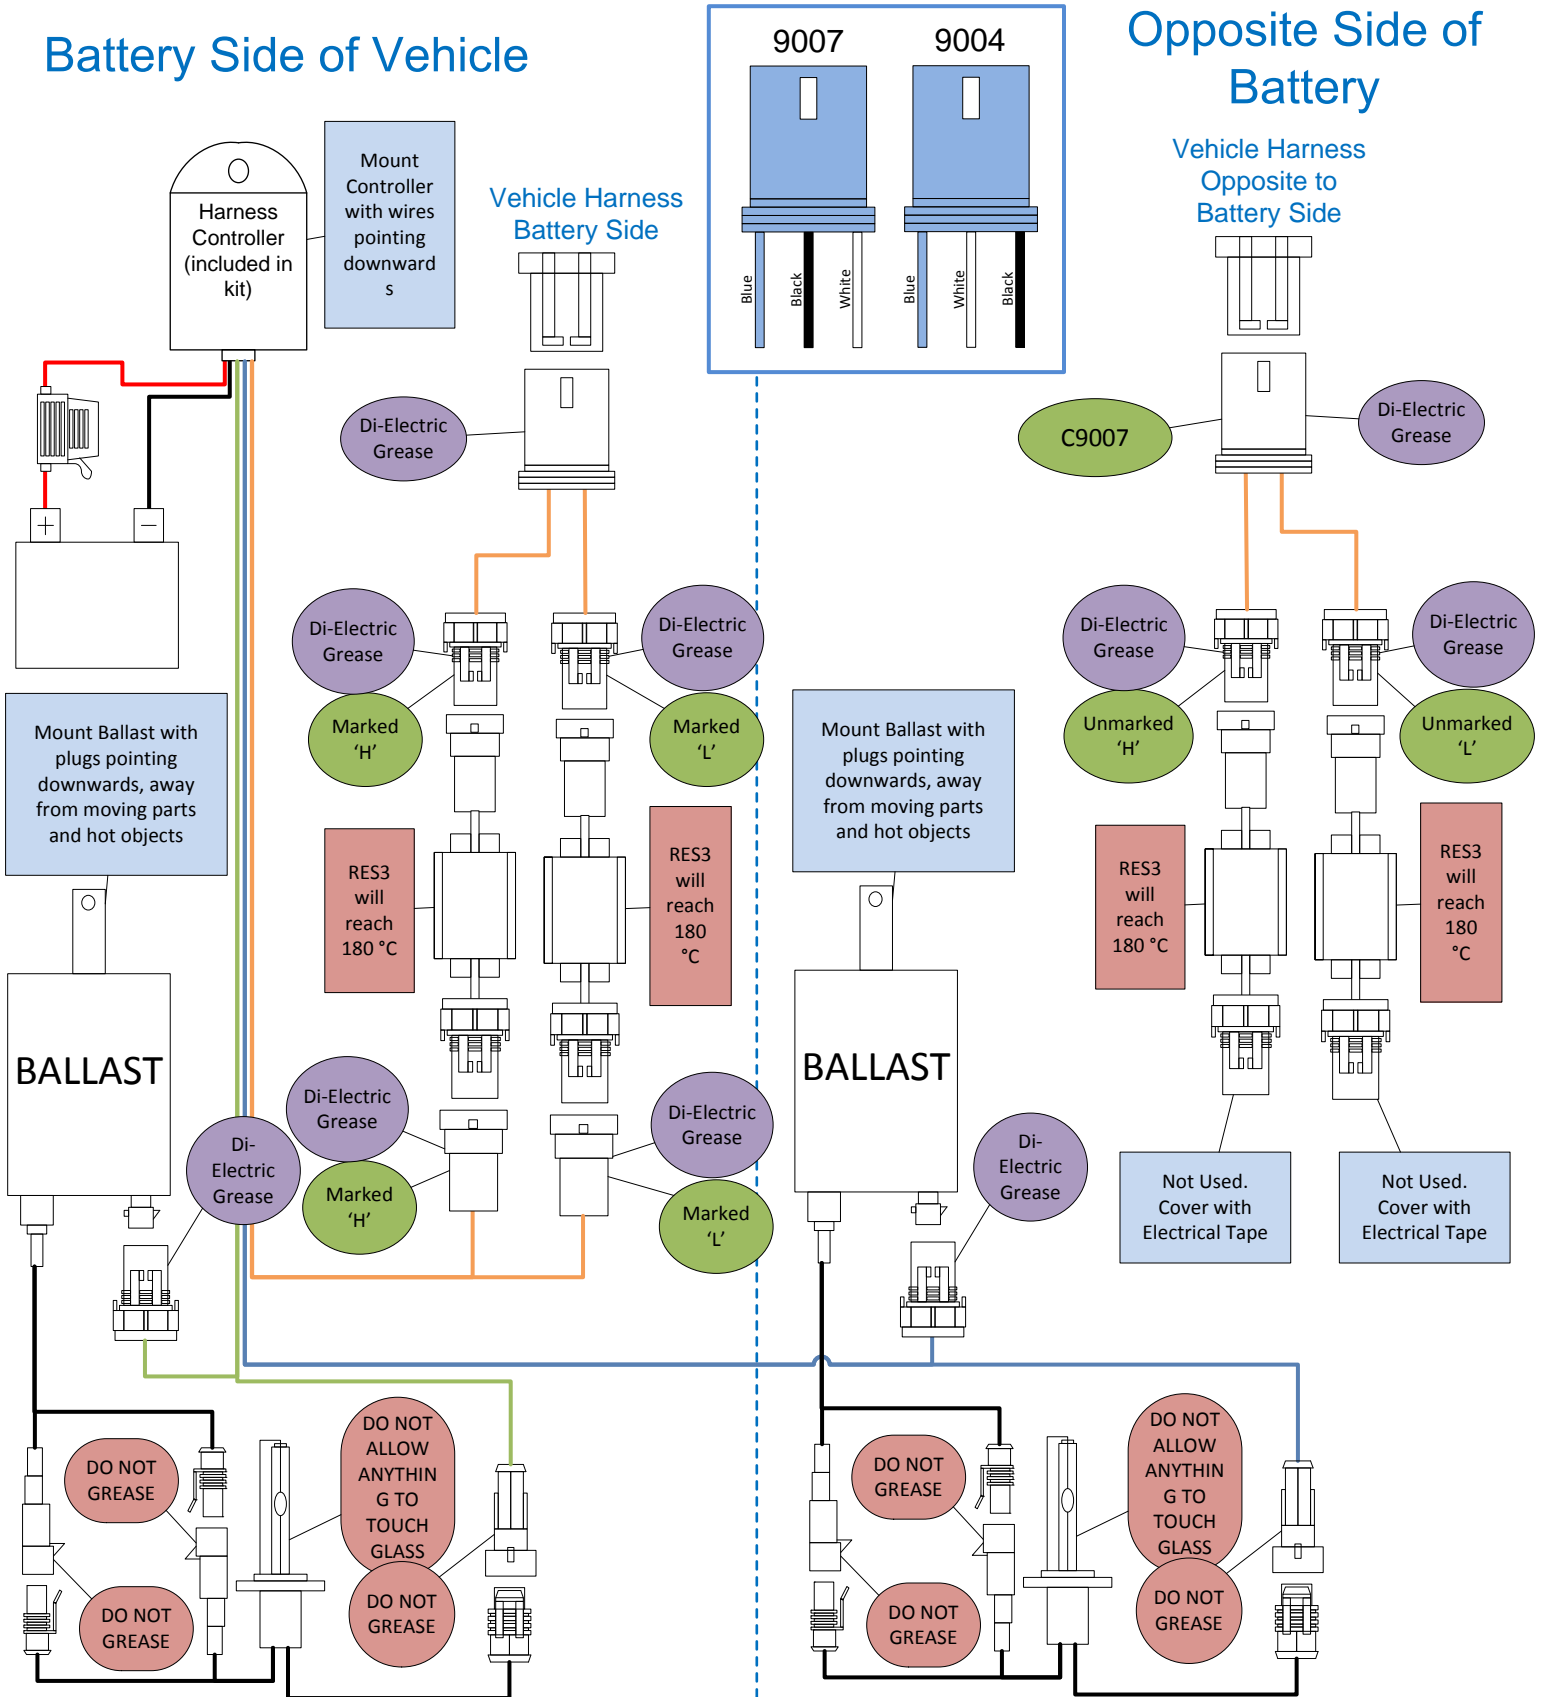 Battery Side of Vehicle
9007
9004
Opposite Side of
Battery
Blue
Black
White
Blue
White
Black
Harness
Controller
(included in
kit)
Mount
Controller
with wires
pointing
downward
s
Vehicle Harness
Battery Side
Vehicle Harness
Opposite to
Battery Side
Di-Electric
Grease
C9007
Di-Electric
Grease
+
−
Di-Electric
Grease
Di-Electric
Grease
Marked
‘H’
Marked
‘L’
Di-Electric
Grease
Di-Electric
Grease
Unmarked
‘H’
Unmarked
‘L’
Mount Ballast with
plugs pointing
downwards, away
from moving parts
and hot objects
RES3
will
reach
180 °C
RES3
will
reach
180
°C
Mount Ballast with
plugs pointing
downwards, away
from moving parts
and hot objects
RES3
will
reach
180 °C
RES3
will
reach
180
°C
BALLAST
BALLAST
Di-
Electric
Grease
Di-Electric
Grease
Marked
‘H’
Di-Electric
Grease
Marked
‘L’
Di-
Electric
Grease
Not Used.
Cover with
Electrical Tape
Not Used.
Cover with
Electrical Tape
DO NOT
GREASE
DO NOT
GREASE
DO NOT
ALLOW
ANYTHIN
G TO
TOUCH
GLASS
DO NOT
GREASE
DO NOT
GREASE
DO NOT
GREASE
DO NOT
ALLOW
ANYTHIN
G TO
TOUCH
GLASS
DO NOT
GREASE